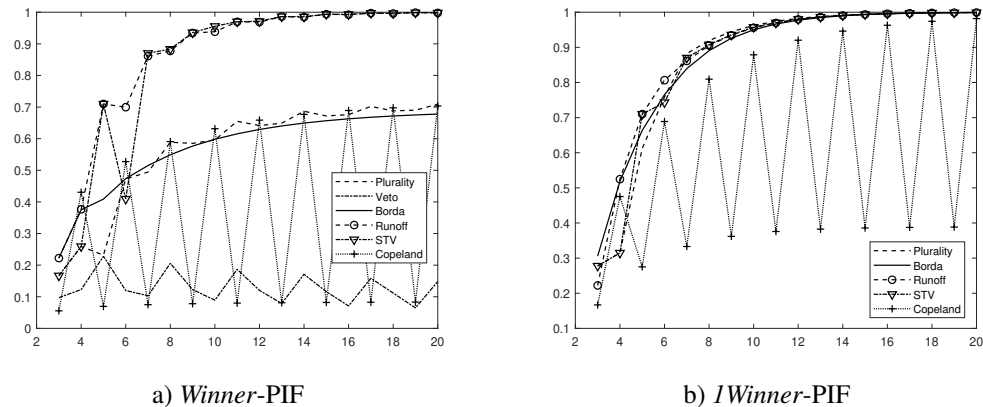 1
0.9
0.8
0.7
0.6
0.5
0.4
0.3
0.2
0.1
0
2 4 6 8 10 12 14 16 18 20
Plurality
Veto
Borda
Runoff
STV
Copeland
a) Winner-PIF
1
0.9
0.8
0.7
0.6
0.5
0.4
0.3
0.2
0.1
2 4 6 8 10 12 14 16 18 20
Plurality
Borda
Runoff
STV
Copeland
b) 1Winner-PIF